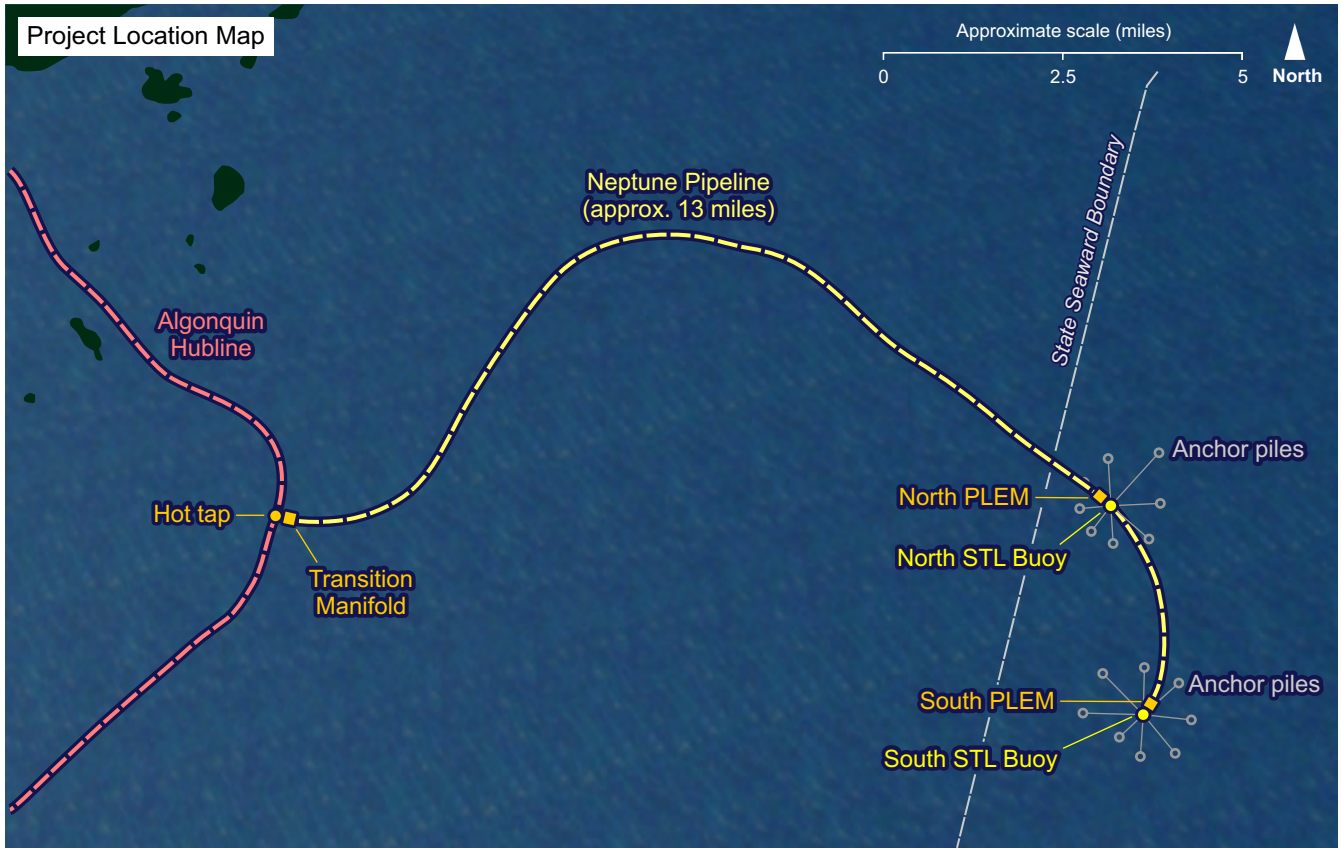 Project Location Map
Approximate scale (miles)
0
2.5
5
North
State Seaward Boundary
Neptune Pipeline
(approx. 13 miles)
Algonquin
Hubline
Anchor piles
North PLEM
Hot tap
North STL Buoy
Transition
Manifold
Anchor piles
South PLEM
South STL Buoy